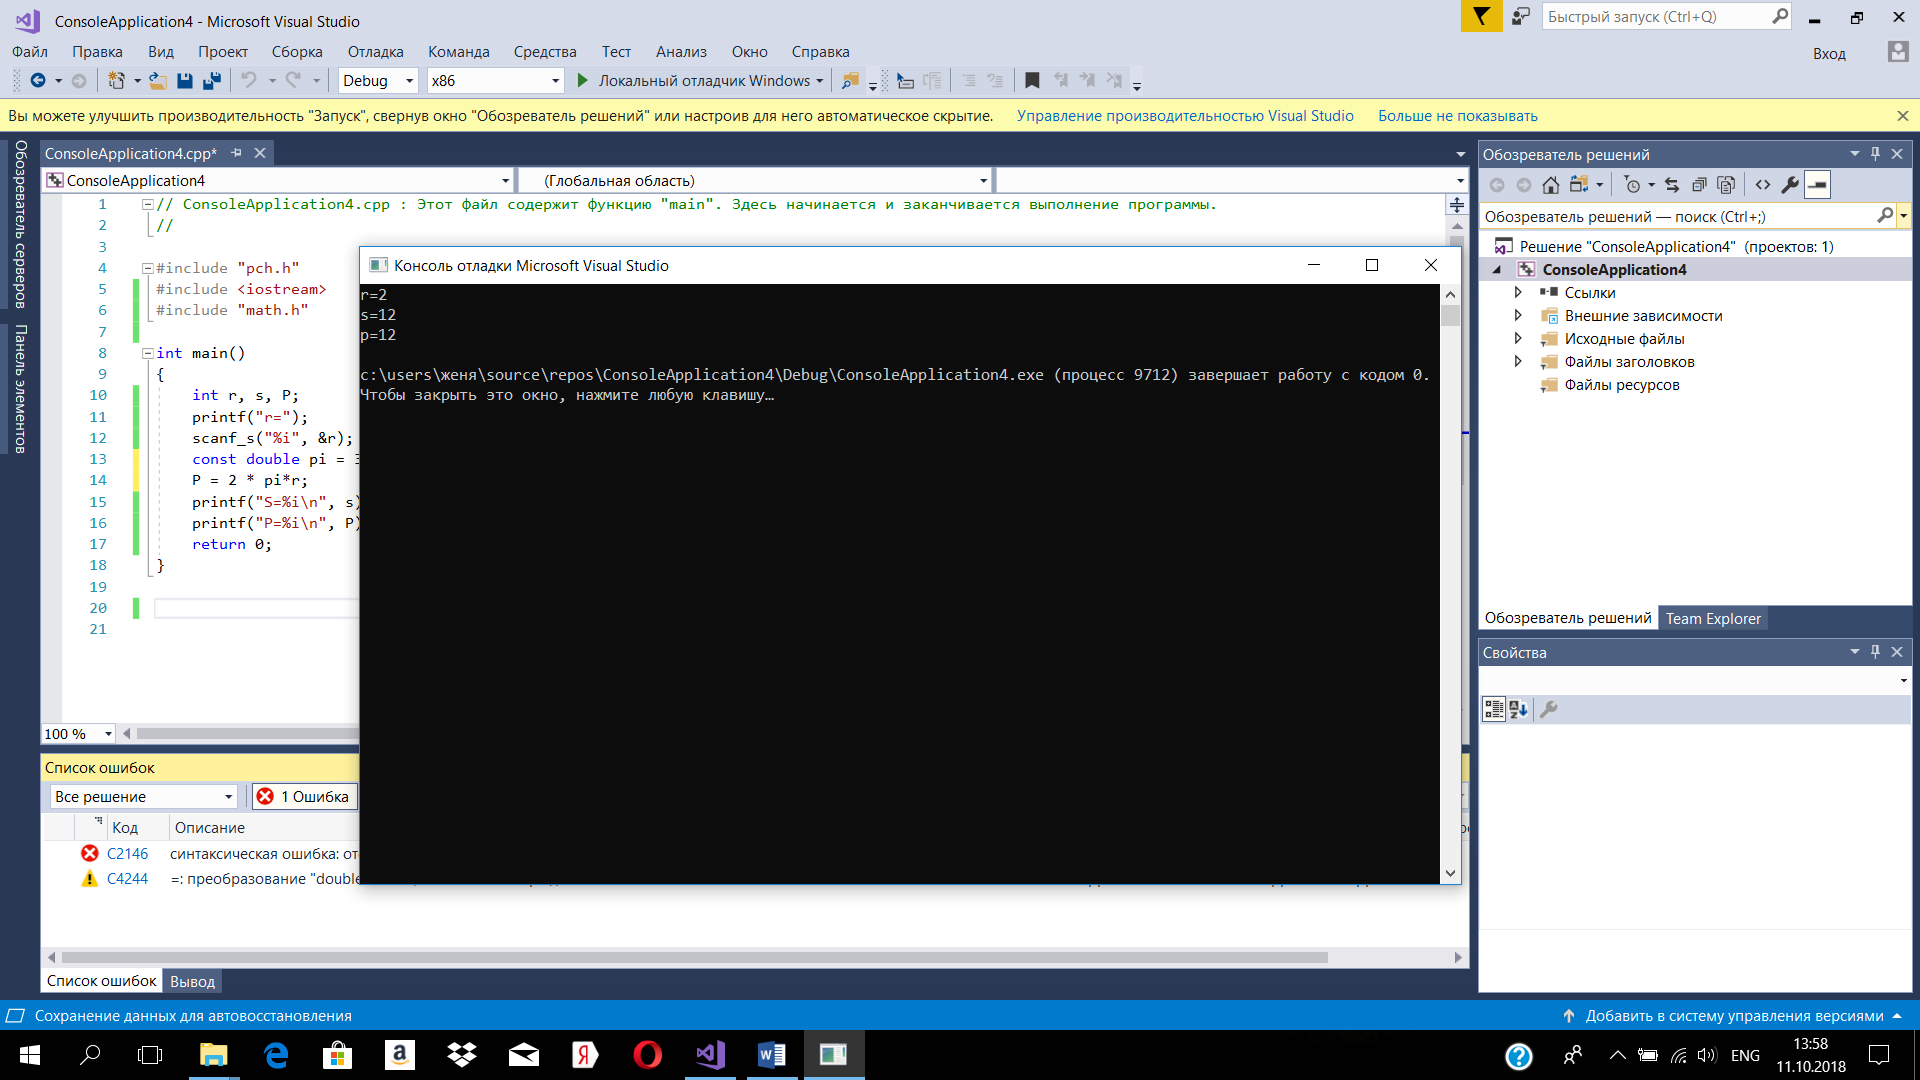 ConsoleApplication4 - Microsoft Visual Studio
Быстрый запуск (Ctrl+Q)
Файл Правка Вид Проект Сборка Отладка Команда Средства Тест Анализ Окно Справка
Вход
Debug x86 Локальный отладчик Windows
Вы можете улучшить производительность "Запуск", свернув окно "Обозреватель решений" или настроив для него автоматическое скрытие. Управление производительностью Visual Studio Больше не показывать
Обозреватель серверов
Панель элементов
ConsoleApplication4.cpp*
ConsoleApplication4 (Глобальная область)
1 // ConsoleApplication4.cpp : Этот файл содержит функцию "main". Здесь начинается и заканчивается выполнение программы.
2 //
3
4 #include "pch.h"
5 #include <iostream>
6 #include "math.h"
7
8 int main()
9 {
10 int r, s, P;
11 printf("r=");
12 scanf_s("%i", &r);
13 const double pi = 3
14 P = 2 * pi*r;
15 printf("S=%i\n", s)
16 printf("P=%i\n", P)
17 return 0;
18 }
19
20
21
100 %
Консоль отладки Microsoft Visual Studio
r=2
s=12
p=12
c:\users\женя\source\repos\ConsoleApplication4\Debug\ConsoleApplication4.exe (процесс 9712) завершает работу с кодом 0.
Чтобы закрыть это окно, нажмите любую клавишу…
Список ошибок
Все решение 1 Ошибка
Код Описание
C2146 синтаксическая ошибка: от
C4244 =: преобразование "double
Список ошибок Вывод
Обозреватель решений
Обозреватель решений — поиск (Ctrl+;)
Решение "ConsoleApplication4" (проектов: 1)
ConsoleApplication4
Ссылки
Внешние зависимости
Исходные файлы
Файлы заголовков
Файлы ресурсов
Обозреватель решений Team Explorer
Свойства
Сохранение данных для автовосстановления
Добавить в систему управления версиями
ENG
13:58
11.10.2018